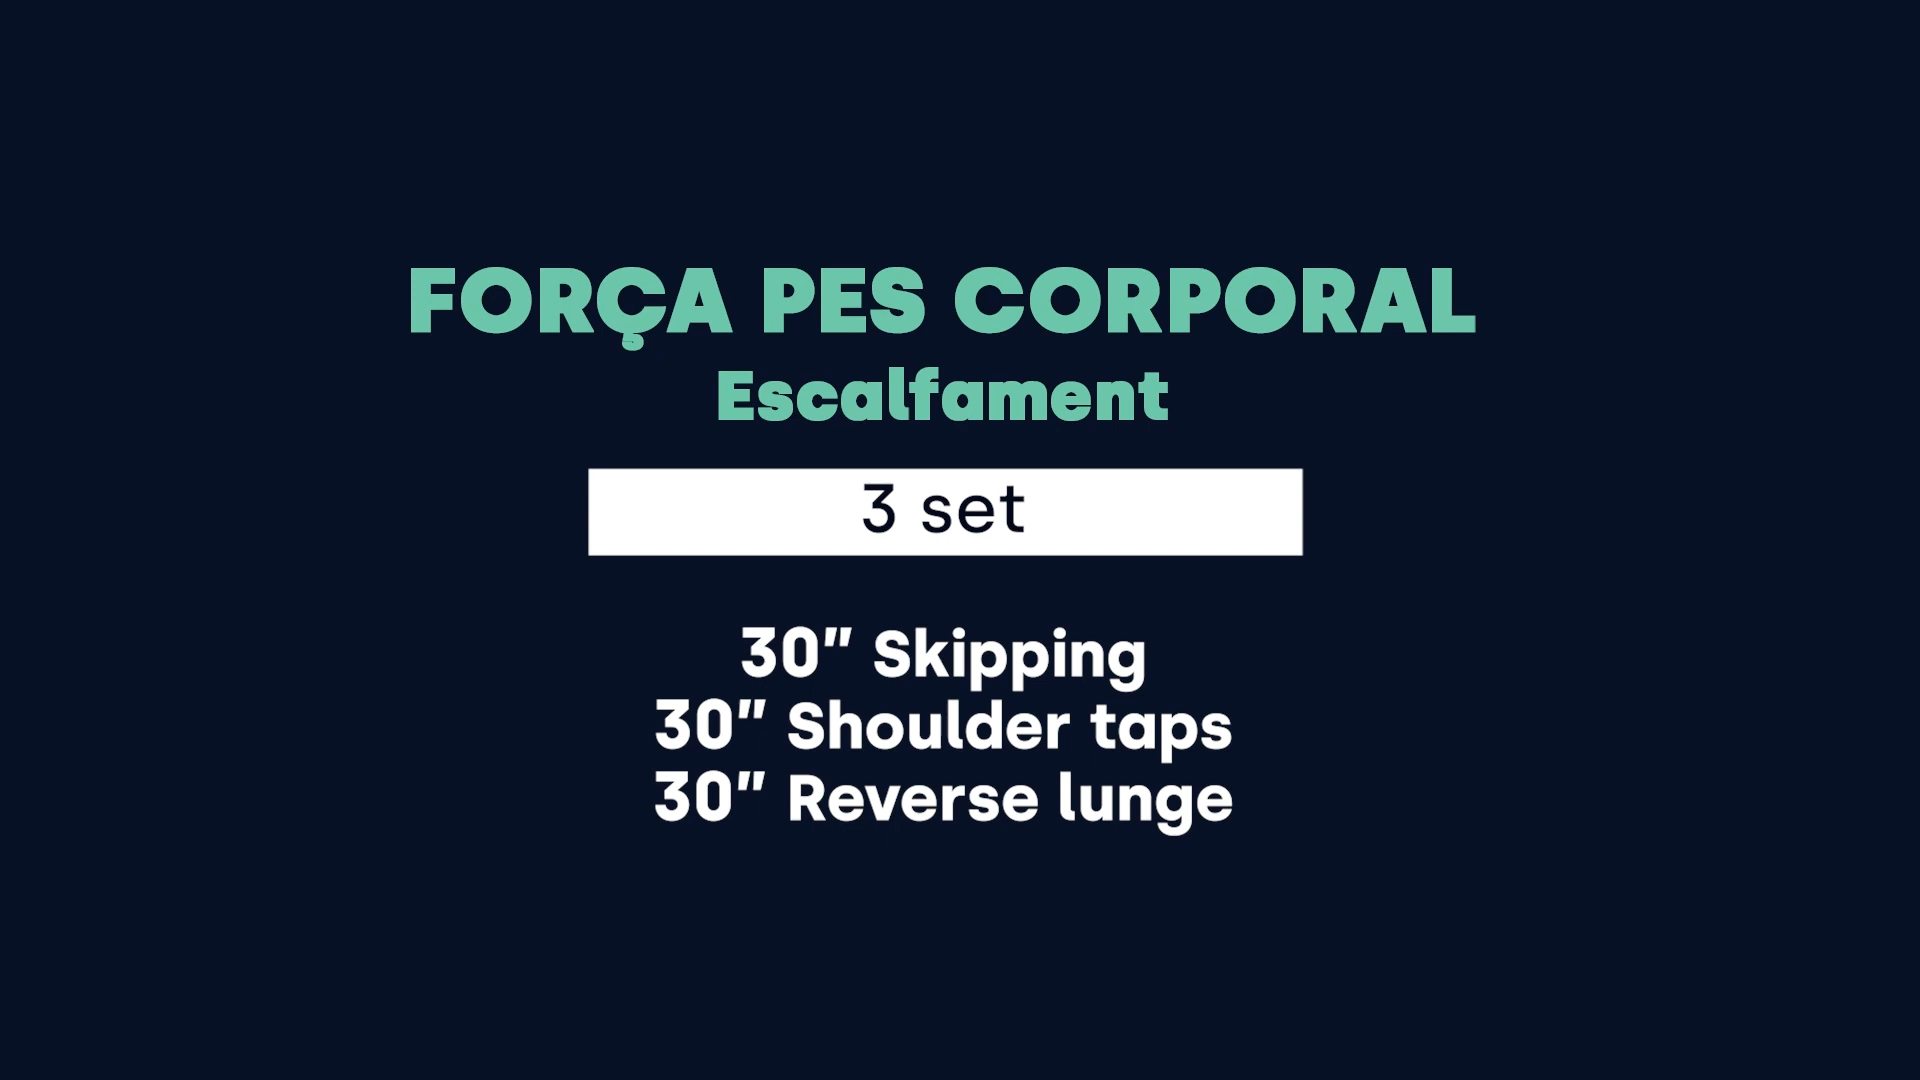 FORÇA PES CORPORAL
Escalfament
3 set
30" Skipping
30" Shoulder taps
30" Reverse lunge